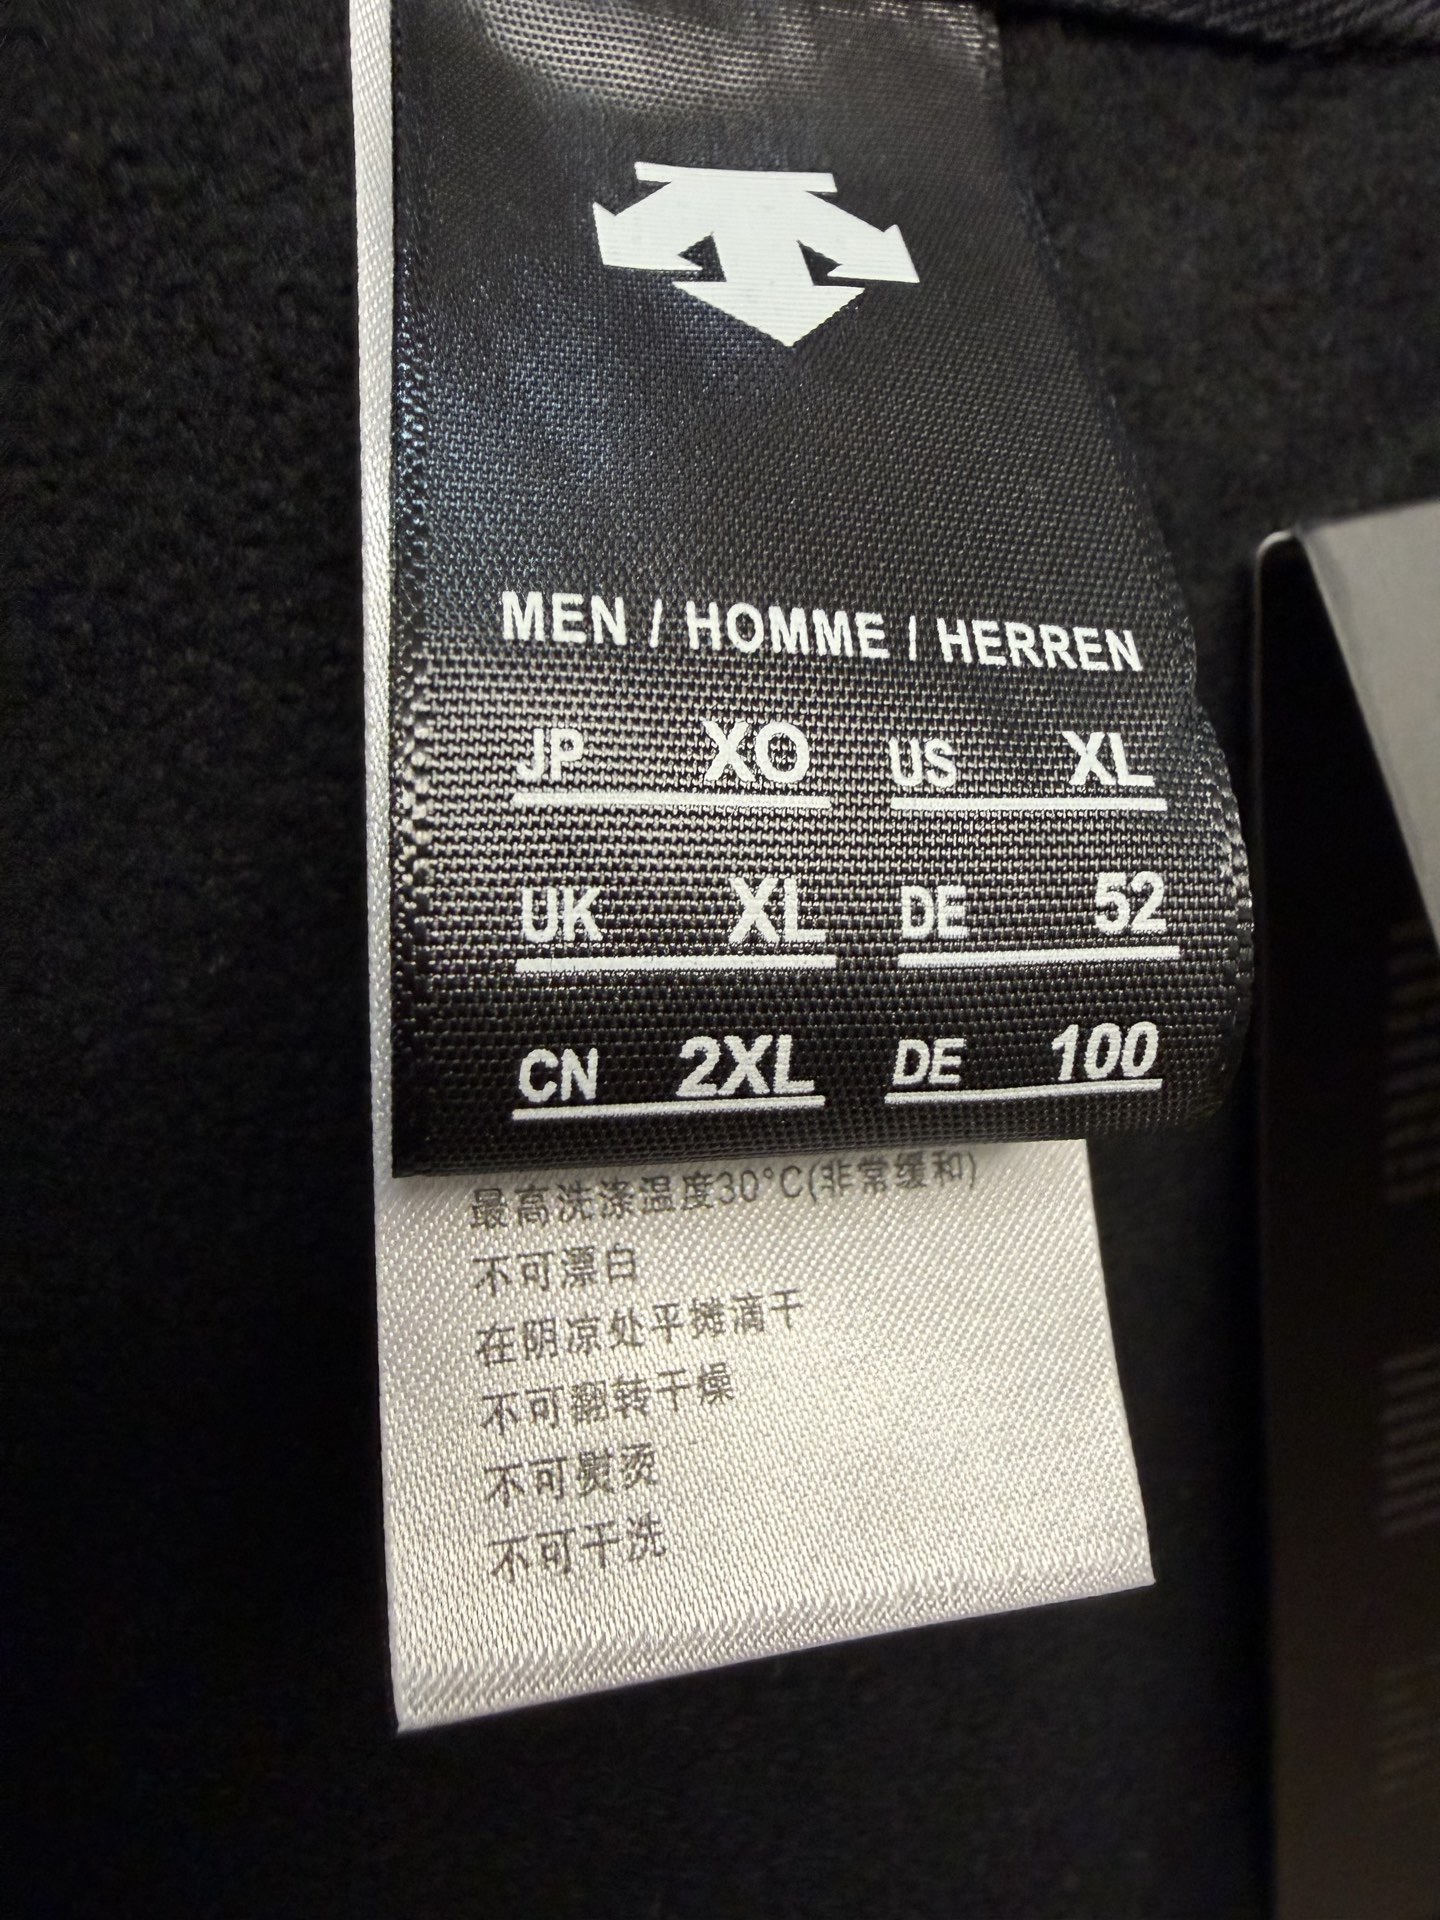 MEN / HOMME / HERREN
JP XO US XL
UK XL DE 52
CN 2XL DE 100
最高洗涤温度30°C(非常缓和)
不可漂白
在阴凉处平摊滴干
不可翻转干燥
不可熨烫
不可干洗